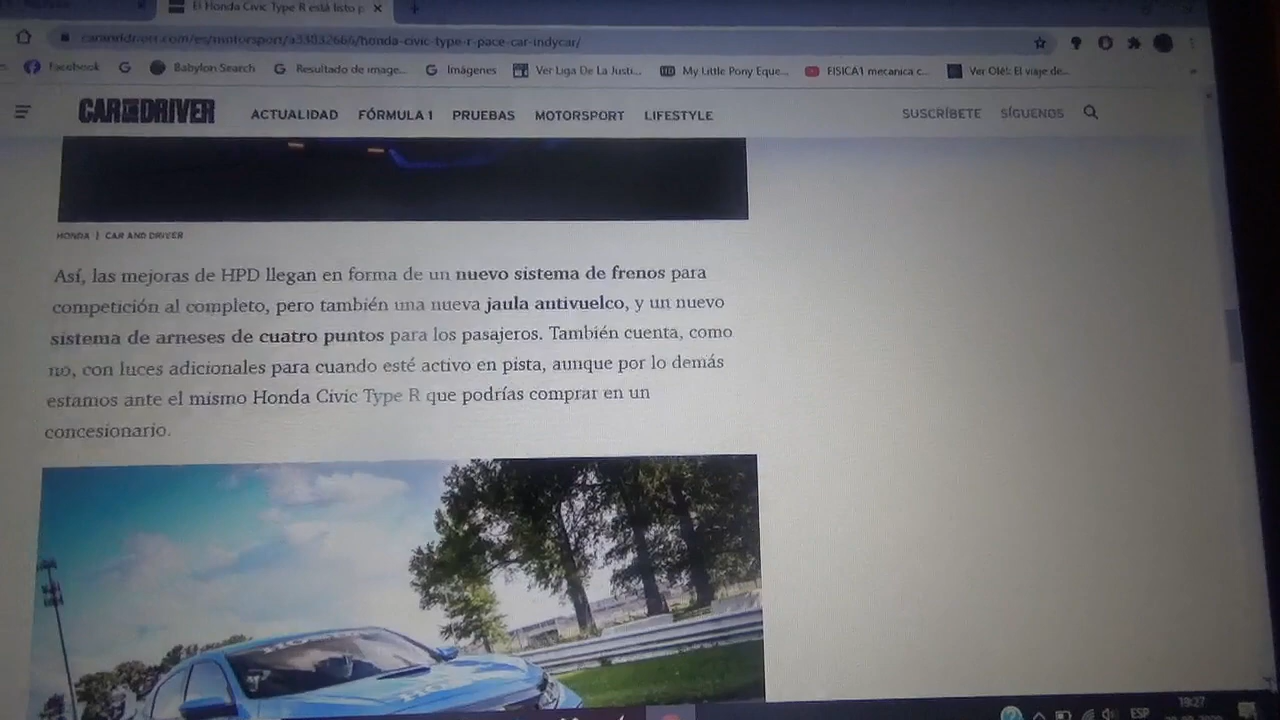 El Honda Civic Type R está listo p
caranddriver.com/es/motorsport/a33032666/honda-civic-type-r-pace-car-indycar/
Facebook
Babylon Search
Resultado de image...
Imágenes
Ver Liga De La Justi...
My Little Pony Eque...
FISICA1 mecanica c...
Ver Olé!: El viaje de...
CAR AND DRIVER
ACTUALIDAD FÓRMULA 1 PRUEBAS MOTORSPORT LIFESTYLE SUSCRÍBETE SÍGUENOS
HONDA | CAR AND DRIVER
Así, las mejoras de HPD llegan en forma de un nuevo sistema de frenos para
competición al completo, pero también una nueva jaula antivuelco, y un nuevo
sistema de arneses de cuatro puntos para los pasajeros. También cuenta, como
no, con luces adicionales para cuando esté activo en pista, aunque por lo demás
estamos ante el mismo Honda Civic Type R que podrías comprar en un
concesionario.
ESP
19:27